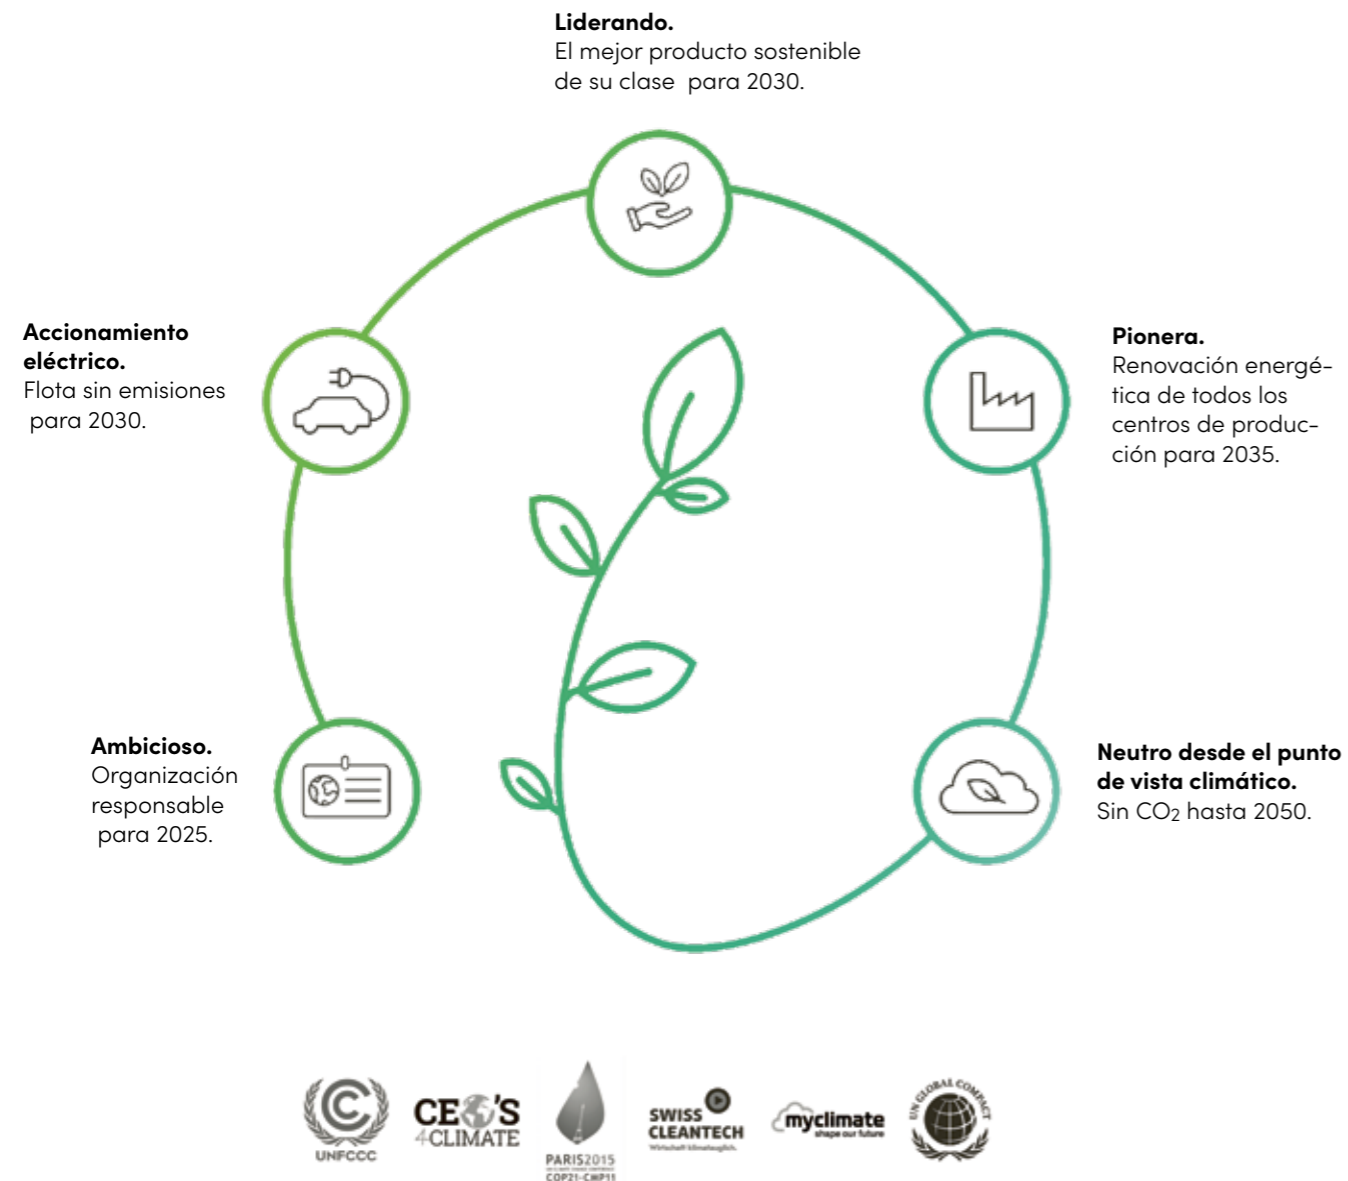 Liderando.
El mejor producto sostenible
de su clase para 2030.
Accionamiento
eléctrico.
Flota sin emisiones
para 2030.
Pionera.
Renovación energé-
tica de todos los
centros de produc-
ción para 2035.
Ambicioso.
Organización
responsable
para 2025.
Neutro desde el punto
de vista climático.
Sin CO2 hasta 2050.
UNFCCC
CEO'S
4CLIMATE
PARIS2015
COP21-CMP11
SWISS
CLEANTECH
Wirtschaft klimatauglich.
myclimate
shape our future
UN GLOBAL COMPACT